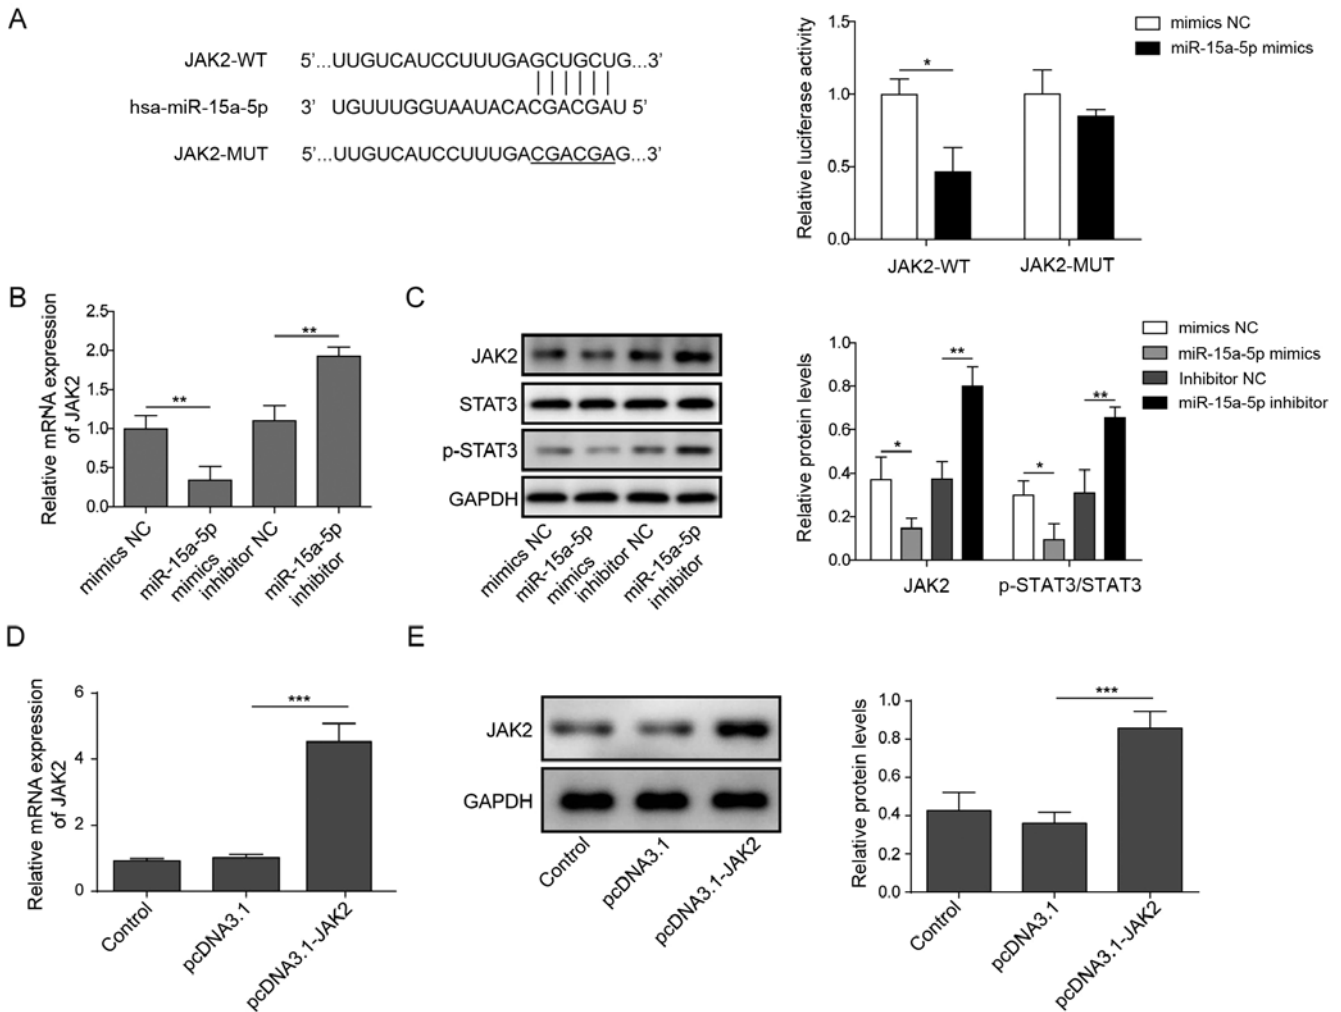 A
JAK2-WT 5’...UUGUCAUCCUUUGAGCUGCUG...3’
hsa-miR-15a-5p 3’ UGUUUGGUAAUACACGACGAU 5’
JAK2-MUT 5’...UUGUCAUCCUUUGACGACGAG...3’
Relative luciferase activity
1.5
1.0
0.5
0.0
*
JAK2-WT
JAK2-MUT
mimics NC
miR-15a-5p mimics
B
Relative mRNA expression
of JAK2
2.5
2.0
1.5
1.0
0.5
0.0
**
**
mimics NC
miR-15a-5p
mimics
inhibitor NC
miR-15a-5p
inhibitor
C
JAK2
STAT3
p-STAT3
GAPDH
mimics NC
miR-15a-5p
mimics
inhibitor NC
miR-15a-5p
inhibitor
Relative protein levels
1.0
0.8
0.6
0.4
0.2
0.0
*
**
*
**
JAK2
p-STAT3/STAT3
mimics NC
miR-15a-5p mimics
Inhibitor NC
miR-15a-5p inhibitor
D
Relative mRNA expression
of JAK2
6
4
2
0
***
Control
pcDNA3.1
pcDNA3.1-JAK2
E
JAK2
GAPDH
Control
pcDNA3.1
pcDNA3.1-JAK2
Relative protein levels
1.0
0.8
0.6
0.4
0.2
0.0
***
Control
pcDNA3.1
pcDNA3.1-JAK2